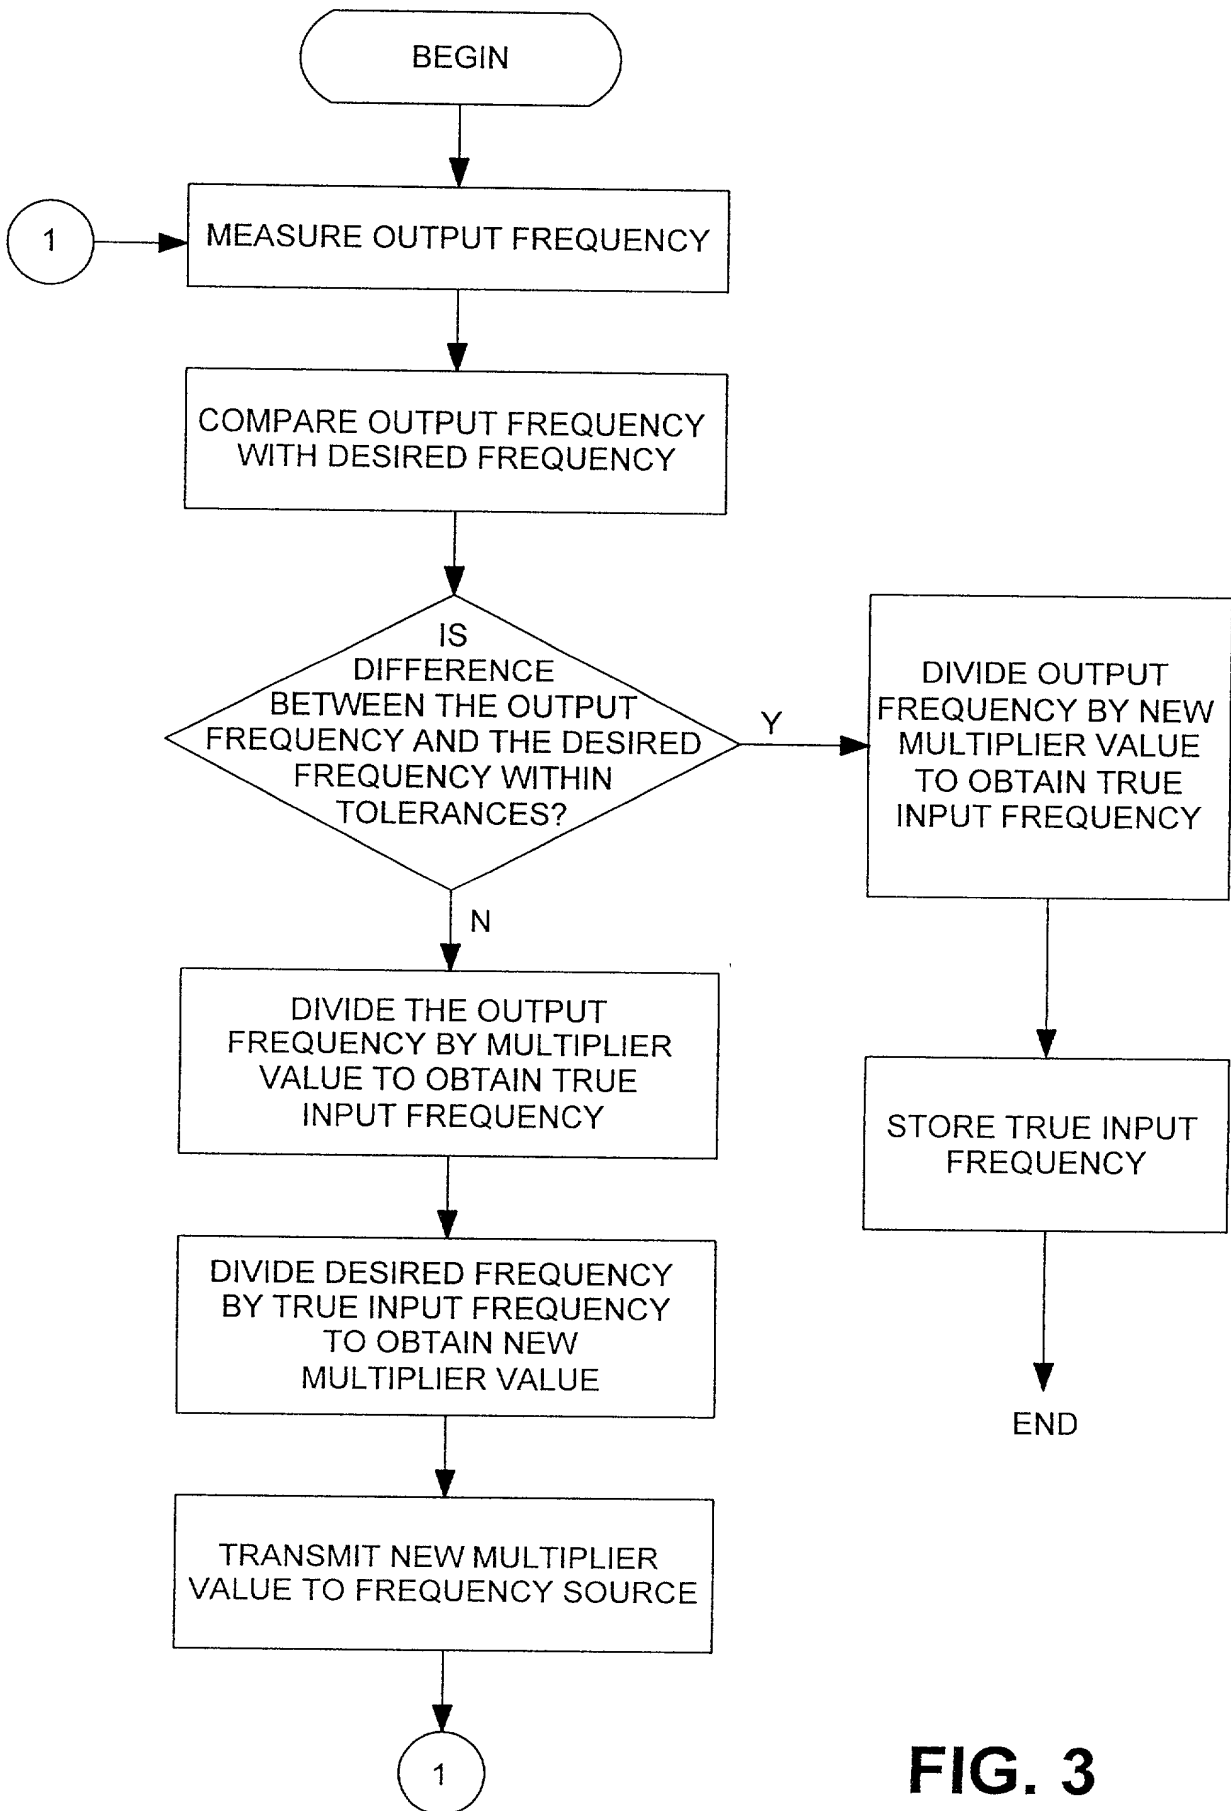 BEGIN
1
MEASURE OUTPUT FREQUENCY
COMPARE OUTPUT FREQUENCY
WITH DESIRED FREQUENCY
IS
DIFFERENCE
BETWEEN THE OUTPUT
FREQUENCY AND THE DESIRED
FREQUENCY WITHIN
TOLERANCES?
Y
DIVIDE OUTPUT
FREQUENCY BY NEW
MULTIPLIER VALUE
TO OBTAIN TRUE
INPUT FREQUENCY
N
DIVIDE THE OUTPUT
FREQUENCY BY MULTIPLIER
VALUE TO OBTAIN TRUE
INPUT FREQUENCY
STORE TRUE INPUT
FREQUENCY
DIVIDE DESIRED FREQUENCY
BY TRUE INPUT FREQUENCY
TO OBTAIN NEW
MULTIPLIER VALUE
END
TRANSMIT NEW MULTIPLIER
VALUE TO FREQUENCY SOURCE
1
FIG. 3